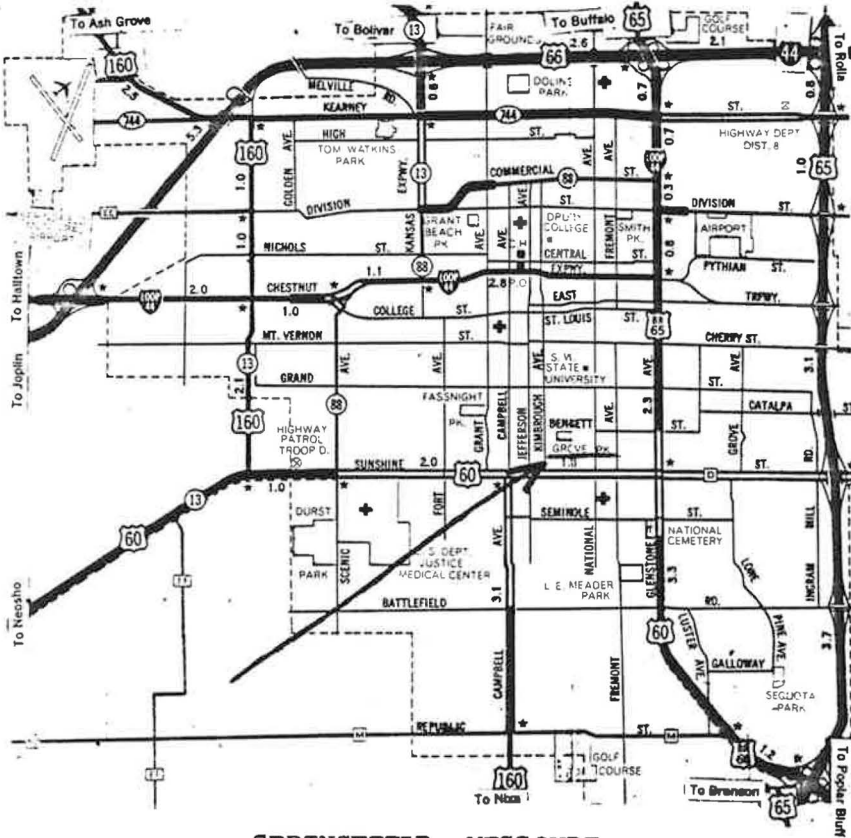 To Ash Grove
To Bolivar
13
FAIR
GROUNDS
To Buffalo
65
GOLF
COURSE
To Rolla
160
2.5
66
2.6
2.1
44
MELVILLE
RD.
DOLING
PARK
0.7
0.8
5.3
KEARNEY
ST.
744
744
HIGH
ST.
TOM WATKINS
PARK
HIGHWAY DEPT
DIST. 8
160
1.0
GOLDEN
AVE.
EXPWY.
13
COMMERCIAL
88
ST.
AVE.
AVE.
0.7
LOOP
44
0.3
1.0
65
DIVISION
DIVISION
ST.
1.0
KANSAS
GRANT
BEACH
PK.
AVE.
AVE.
DRURY
COLLEGE
FREMONT
SMITH
PK.
0.8
AIRPORT
NICHOLS
ST.
CENTRAL
PYTHIAN
ST.
88
EXPWY.
To Halltown
2.0
LOOP
44
CHESTNUT
1.0
1.1
LOOP
44
2.8
P.O.
EAST
TRFWY.
COLLEGE
ST.
ST. LOUIS
ST.
65
MT. VERNON
ST.
CHERRY ST.
To Joplin
13
2.1
160
AVE.
AVE.
S. W.
STATE
UNIVERSITY
AVE.
AVE.
3.1
GRAND
ST.
88
FASSNIGHT
PK.
GRANT
CAMPBELL
JEFFERSON
KIMBROUGH
BENNETT
AVE.
2.3
ST.
CATALPA
GROVE
RD.
HIGHWAY
PATROL
TROOP D.
GROVE PK.
1.0
SUNSHINE
2.0
60
ST.
D
1.0
13
60
DURST
PARK
SCENIC
FORT
AVE.
SEMINOLE
ST.
NATIONAL
CEMETERY
MILL
U.S. DEPT.
JUSTICE
MEDICAL CENTER
NATIONAL
GLENSTONE
INGRAM
L. E. MEADER
PARK
3.1
3.3
BATTLEFIELD
RD.
To Neosho
60
LUSTER
AVE.
PINE AVE.
3.7
CAMPBELL
FREMONT
GALLOWAY
SEQUOTA
PARK
REPUBLIC
ST.
M
M
1.2
160
GOLF
COURSE
To Nixa
To Branson
65
To Poplar Bluff
SPRINGFIELD, MISSOURI